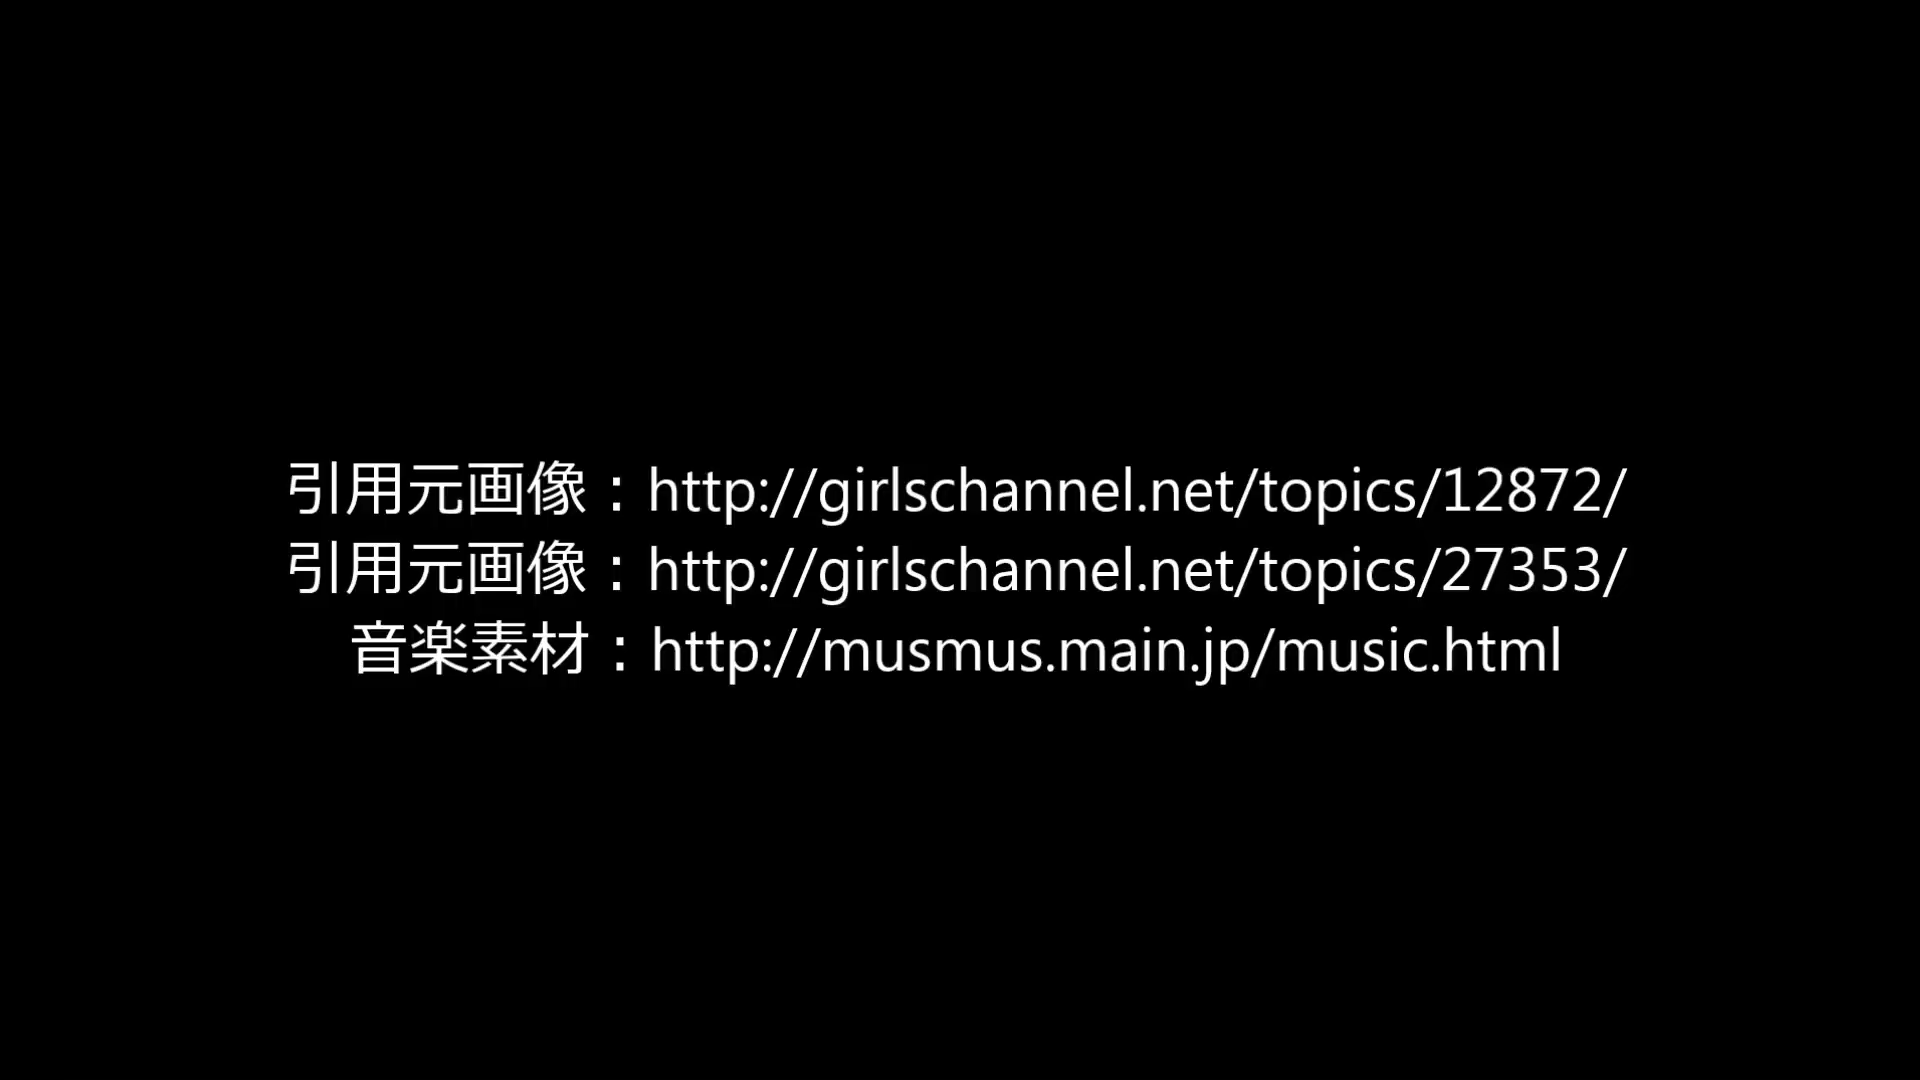 引用元画像：http://girlschannel.net/topics/12872/
引用元画像：http://girlschannel.net/topics/27353/
音楽素材：http://musmus.main.jp/music.html